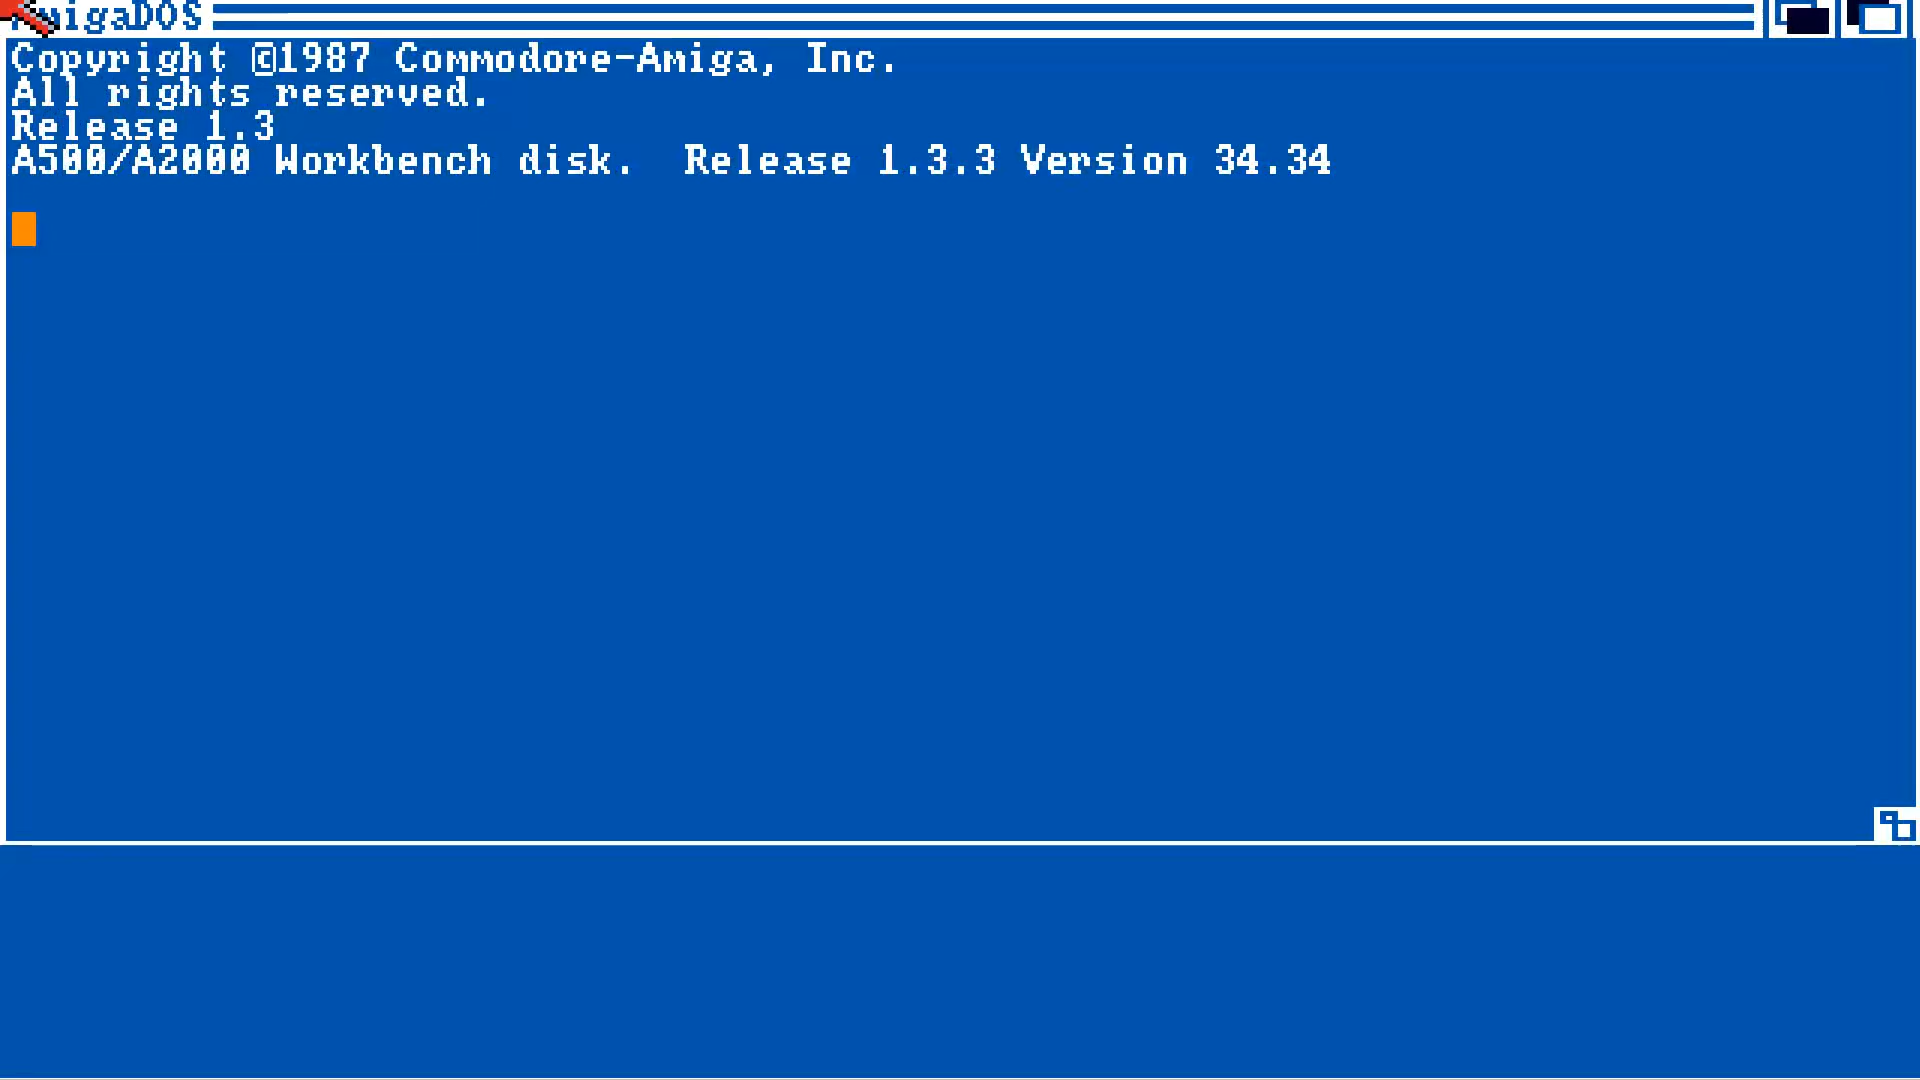 AmigaDOS
Copyright ©1987 Commodore-Amiga, Inc.
All rights reserved.
Release 1.3
A500/A2000 Workbench disk.  Release 1.3.3 Version 34.34